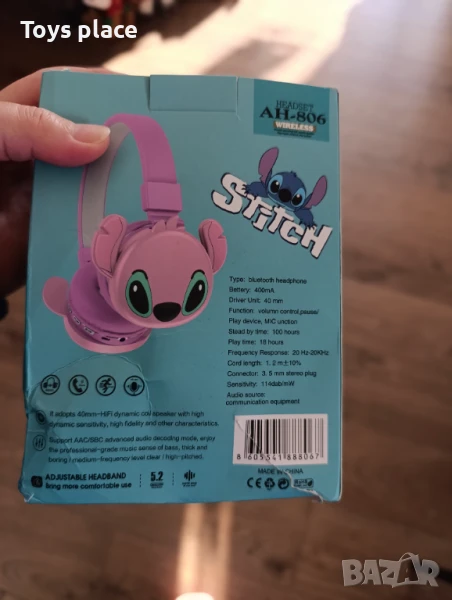 Toys place
HEADSET
AH-806
WIRELESS
STITCH
Type: bluetooth headphone
Battery: 400mA
Driver Unit: 40 mm
Function: volumn control,pause/
Play device, MIC unction
Stead by time: 100 hours
Play time: 18 hours
Frequency Response: 20 Hz-20KHz
Cord length: 1. 2 m±10%
Connector: 3. 5 mm stereo plug
Sensitivity: 114dab/mW
Audio source:
communication equipment
It adopts 40mm-HiFi dynamic coil speaker with high
dynamic sensitivity, high fidelity and other characteristics.
Support AAC/SBC advanced audio decoding mode, enjoy
the professional-grade music sense of bass, thick and
boring / medium-frequency level clear / high-plones.
ADJUSTABLE HEADBAND
Bring more comfortable use
5.2
8605541888067
MADE IN CHINA
CE FC
BAZAR